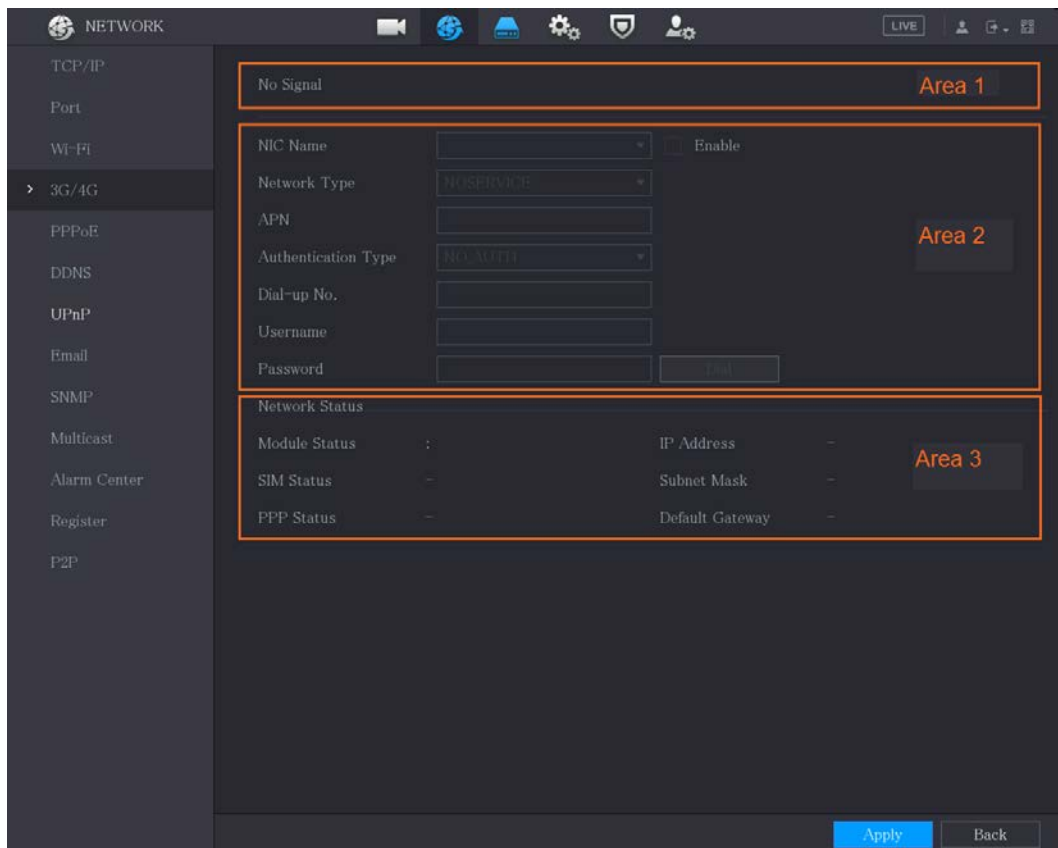 NETWORK
LIVE
TCP/IP
Port
Wi-Fi
3G/4G
PPPoE
DDNS
UPnP
Email
SNMP
Multicast
Alarm Center
Register
P2P
No Signal
Area 1
NIC Name
Enable
Network Type NOSERVICE
APN
Area 2
Authentication Type NO_AUTH
Dial-up No.
Username
Password Dial
Network Status
Module Status : IP Address -
Area 3
SIM Status - Subnet Mask -
PPP Status - Default Gateway -
Apply Back